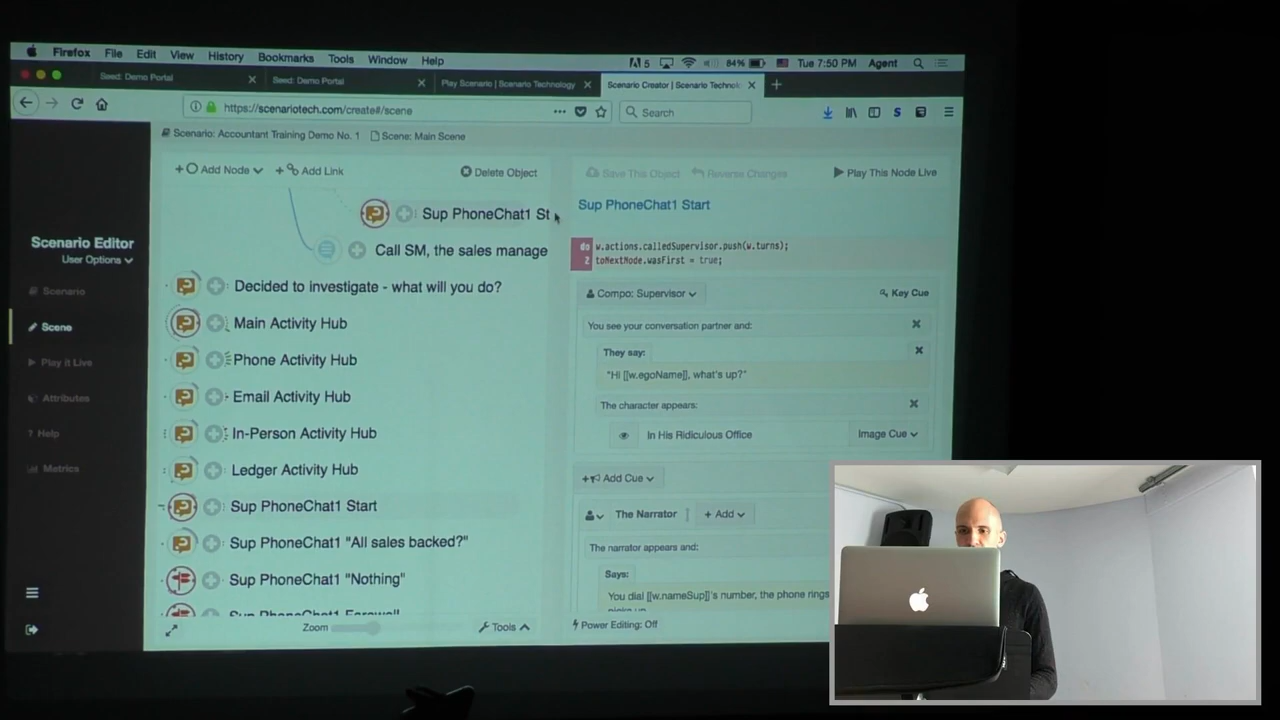 Firefox File Edit View History Bookmarks Tools Window Help
5 84% Tue 7:50 PM Agent
Seed: Demo Portal
Seed: Demo Portal
Play Scenario | Scenario Technology
Scenario Creator | Scenario Technolo
https://scenariotech.com/create#/scene
Search
Scenario: Accountant Training Demo No. 1 Scene: Main Scene
+ Add Node + Add Link Delete Object
Save This Object Reverse Changes Play This Node Live
Scenario Editor
User Options
Scenario
Scene
Play it Live
Attributes
? Help
Metrics
Sup PhoneChat1 St
Call SM, the sales manage
Decided to investigate - what will you do?
Main Activity Hub
Phone Activity Hub
Email Activity Hub
In-Person Activity Hub
Ledger Activity Hub
Sup PhoneChat1 Start
Sup PhoneChat1 "All sales backed?"
Sup PhoneChat1 "Nothing"
Sup PhoneChat1 Farewell
Zoom Tools
Sup PhoneChat1 Start
do w.actions.calledSupervisor.push(w.turns);
2 toNextNode.wasFirst = true;
Compo: Supervisor Key Cue
You see your conversation partner and:
They say:
"Hi [[w.egoName]], what's up?"
The character appears:
In His Ridiculous Office Image Cue
+ Add Cue
The Narrator + Add
The narrator appears and:
Says:
You dial [[w.nameSup]]'s number, the phone rings
Power Editing: Off